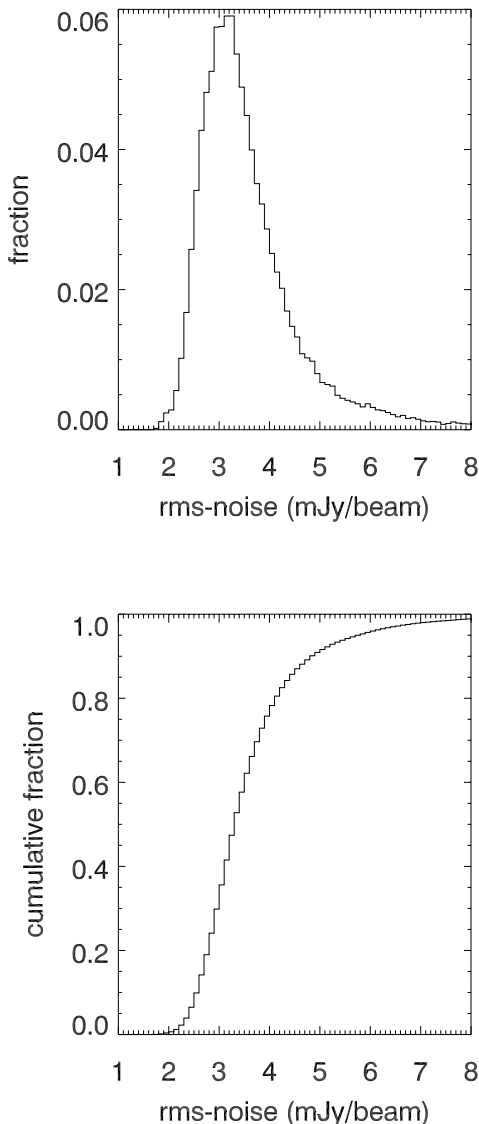 0.06
0.04
0.02
0.00
fraction
1 2 3 4 5 6 7 8
rms-noise (mJy/beam)
1.0
0.8
0.6
0.4
0.2
0.0
cumulative fraction
1 2 3 4 5 6 7 8
rms-noise (mJy/beam)